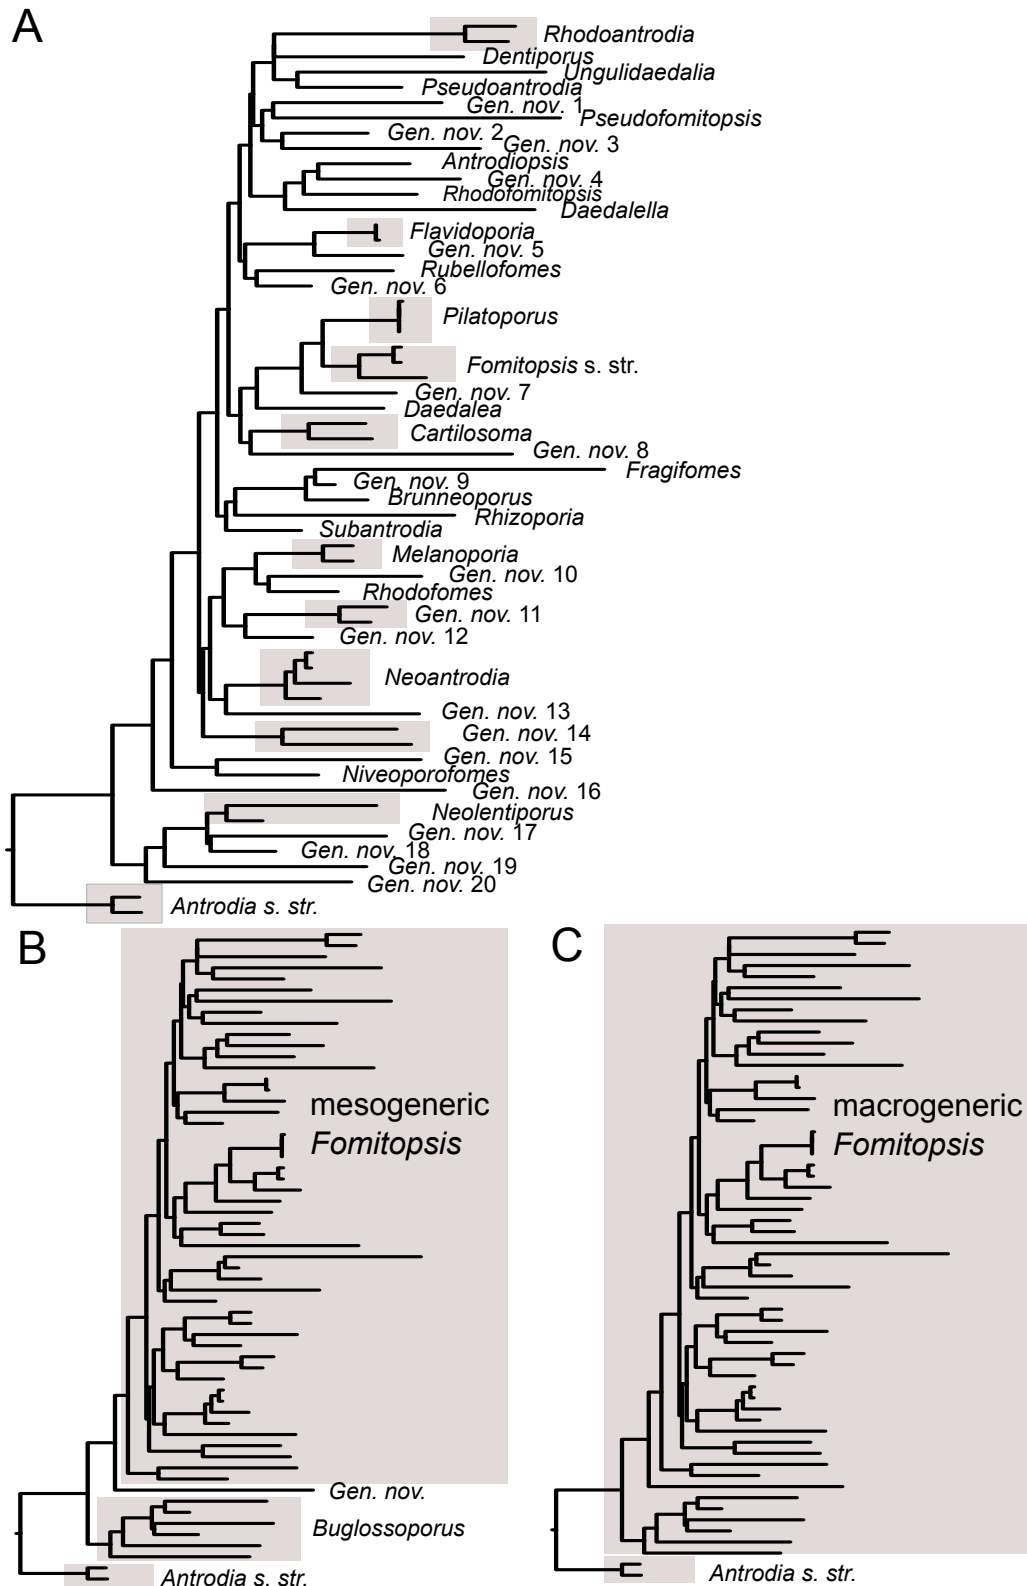 A
Rhodoantrodia
Dentiporus
Ungulidaedalia
Pseudoantrodia
Gen. nov. 1
Pseudofomitopsis
Gen. nov. 2
Gen. nov. 3
Antrodiopsis
Gen. nov. 4
Rhodofomitopsis
Daedalella
Flavidoporia
Gen. nov. 5
Rubellofomes
Gen. nov. 6
Pilatoporus
Fomitopsis s. str.
Gen. nov. 7
Daedalea
Cartilosoma
Gen. nov. 8
Fragifomes
Gen. nov. 9
Brunneoporus
Rhizoporia
Subantrodia
Melanoporia
Gen. nov. 10
Rhodofomes
Gen. nov. 11
Gen. nov. 12
Neoantrodia
Gen. nov. 13
Gen. nov. 14
Gen. nov. 15
Niveoporofomes
Gen. nov. 16
Neolentiporus
Gen. nov. 17
Gen. nov. 18
Gen. nov. 19
Gen. nov. 20
Antrodia s. str.
B
mesogeneric
Fomitopsis
Gen. nov.
Buglossoporus
Antrodia s. str.
C
macrogeneric
Fomitopsis
Antrodia s. str.